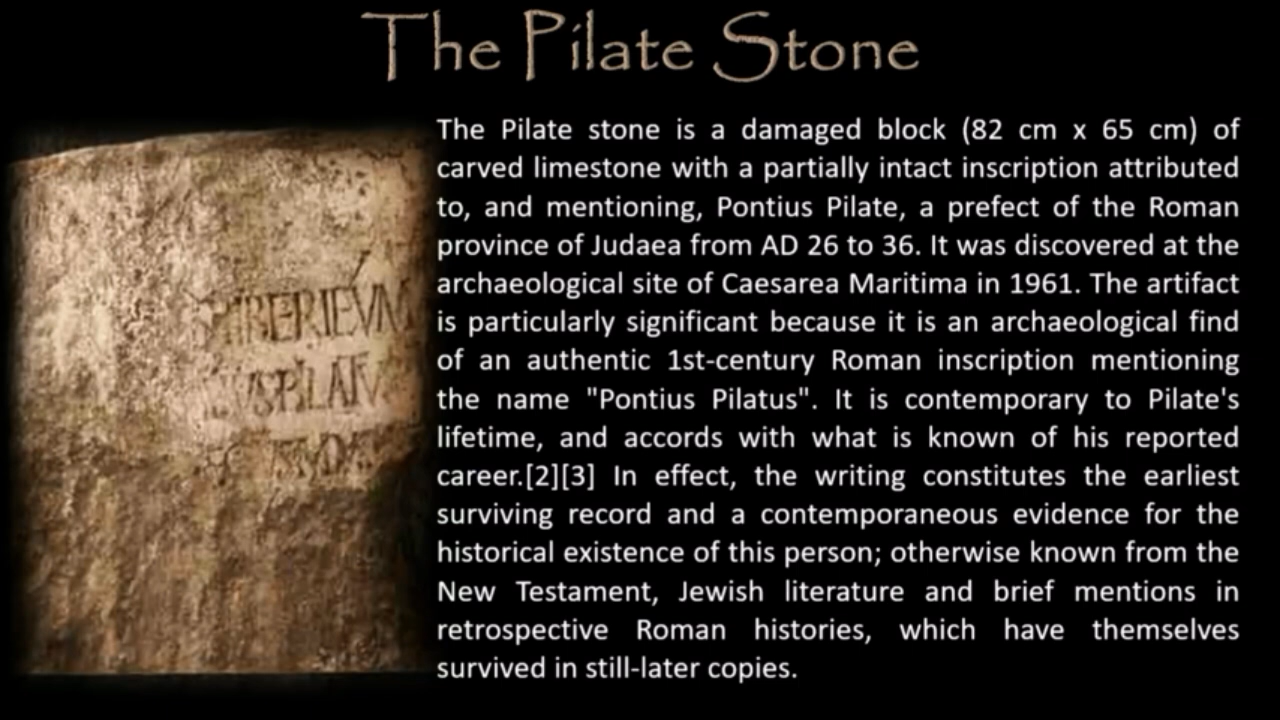 The Pilate Stone
The Pilate stone is a damaged block (82 cm x 65 cm) of
carved limestone with a partially intact inscription attributed
to, and mentioning, Pontius Pilate, a prefect of the Roman
province of Judaea from AD 26 to 36. It was discovered at the
archaeological site of Caesarea Maritima in 1961. The artifact
is particularly significant because it is an archaeological find
of an authentic 1st-century Roman inscription mentioning
the name "Pontius Pilatus". It is contemporary to Pilate's
lifetime, and accords with what is known of his reported
career.[2][3] In effect, the writing constitutes the earliest
surviving record and a contemporaneous evidence for the
historical existence of this person; otherwise known from the
New Testament, Jewish literature and brief mentions in
retrospective Roman histories, which have themselves
survived in still-later copies.